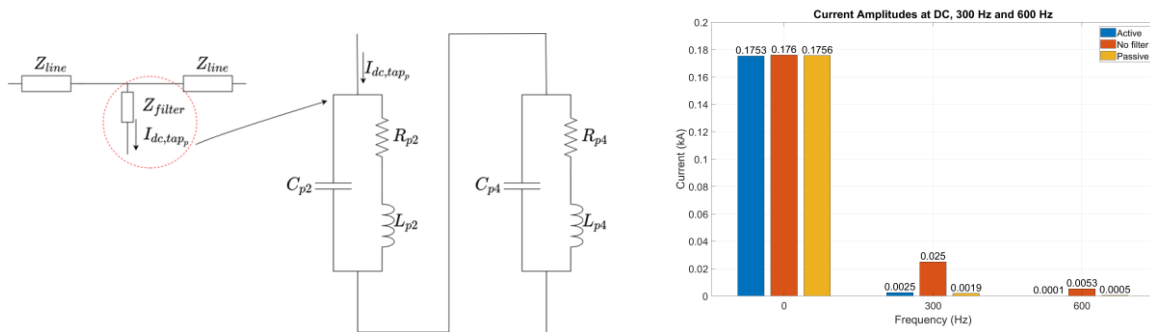 Z_line
Z_line
Z_filter
I_dc,tap_p
I_dc,tap_p
R_p2
C_p2
L_p2
R_p4
C_p4
L_p4
Current Amplitudes at DC, 300 Hz and 600 Hz
Active
No filter
Passive
0.2
0.18
0.16
0.14
0.12
0.1
0.08
0.06
0.04
0.02
0
Current (kA)
0.1753 0.176 0.1756
0.0025 0.025 0.0019
0.0001 0.0053 0.0005
0 300 600
Frequency (Hz)